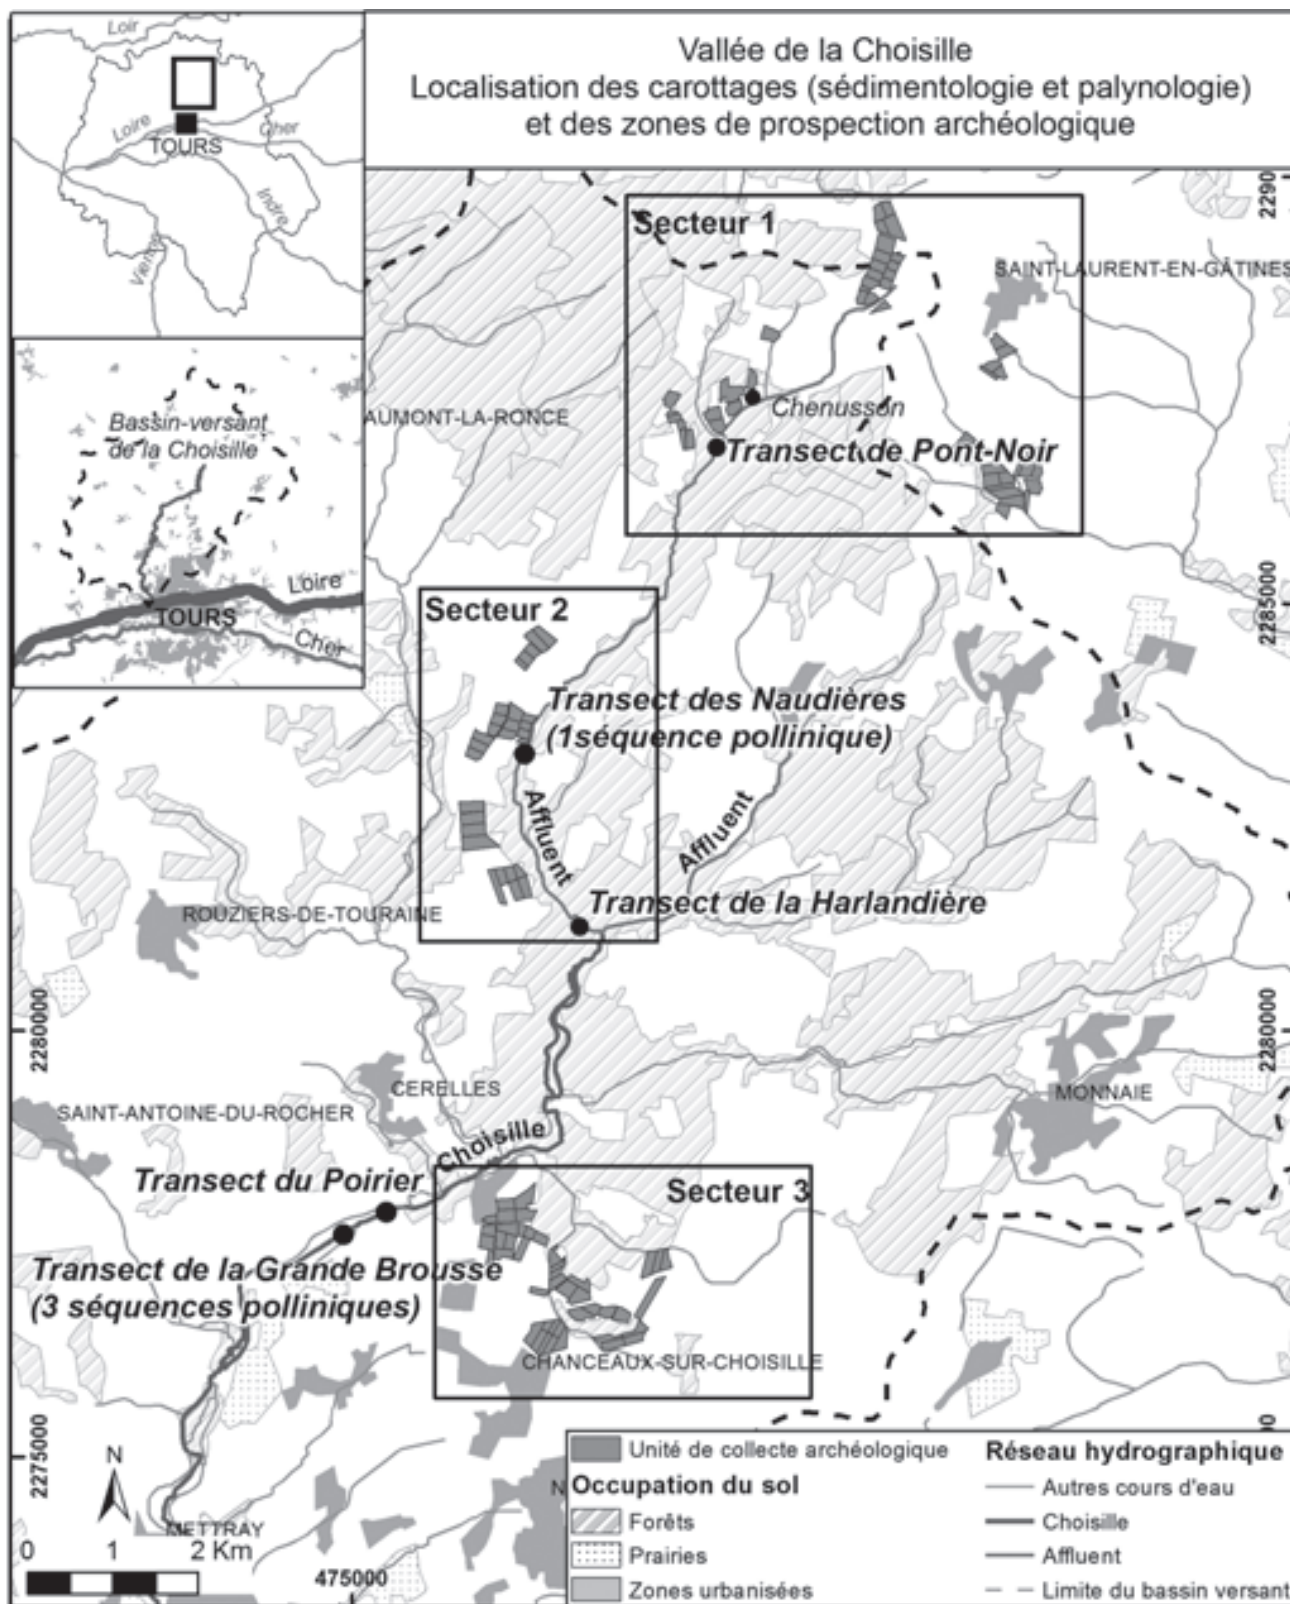 Vallée de la Choisille
Localisation des carottages (sédimentologie et palynologie)
et des zones de prospection archéologique
Loir
Loire
Cher
TOURS
Indre
Vienne
Bassin-versant
de la Choisille
Loire
TOURS
Cher
2290
Secteur 1
SAINT-LAURENT-EN-GÂTINES
AUMONT-LA-RONCE
Chenusson
Transect de Pont-Noir
2285000
Secteur 2
Transect des Naudières
(1séquence pollinique)
Affluent
Affluent
Transect de la Harlandière
ROUZIERS-DE-TOURAINE
2280000
2280000
CERELLES
MONNAIE
SAINT-ANTOINE-DU-ROCHER
Choisille
Transect du Poirier
Secteur 3
Transect de la Grande Brousse
(3 séquences polliniques)
CHANCEAUX-SUR-CHOISILLE
2275000
N
METTRAY
0 1 2 Km
475000
N
Unité de collecte archéologique
Occupation du sol
Forêts
Prairies
Zones urbanisées
Réseau hydrographique
Autres cours d'eau
Choisille
Affluent
Limite du bassin versant